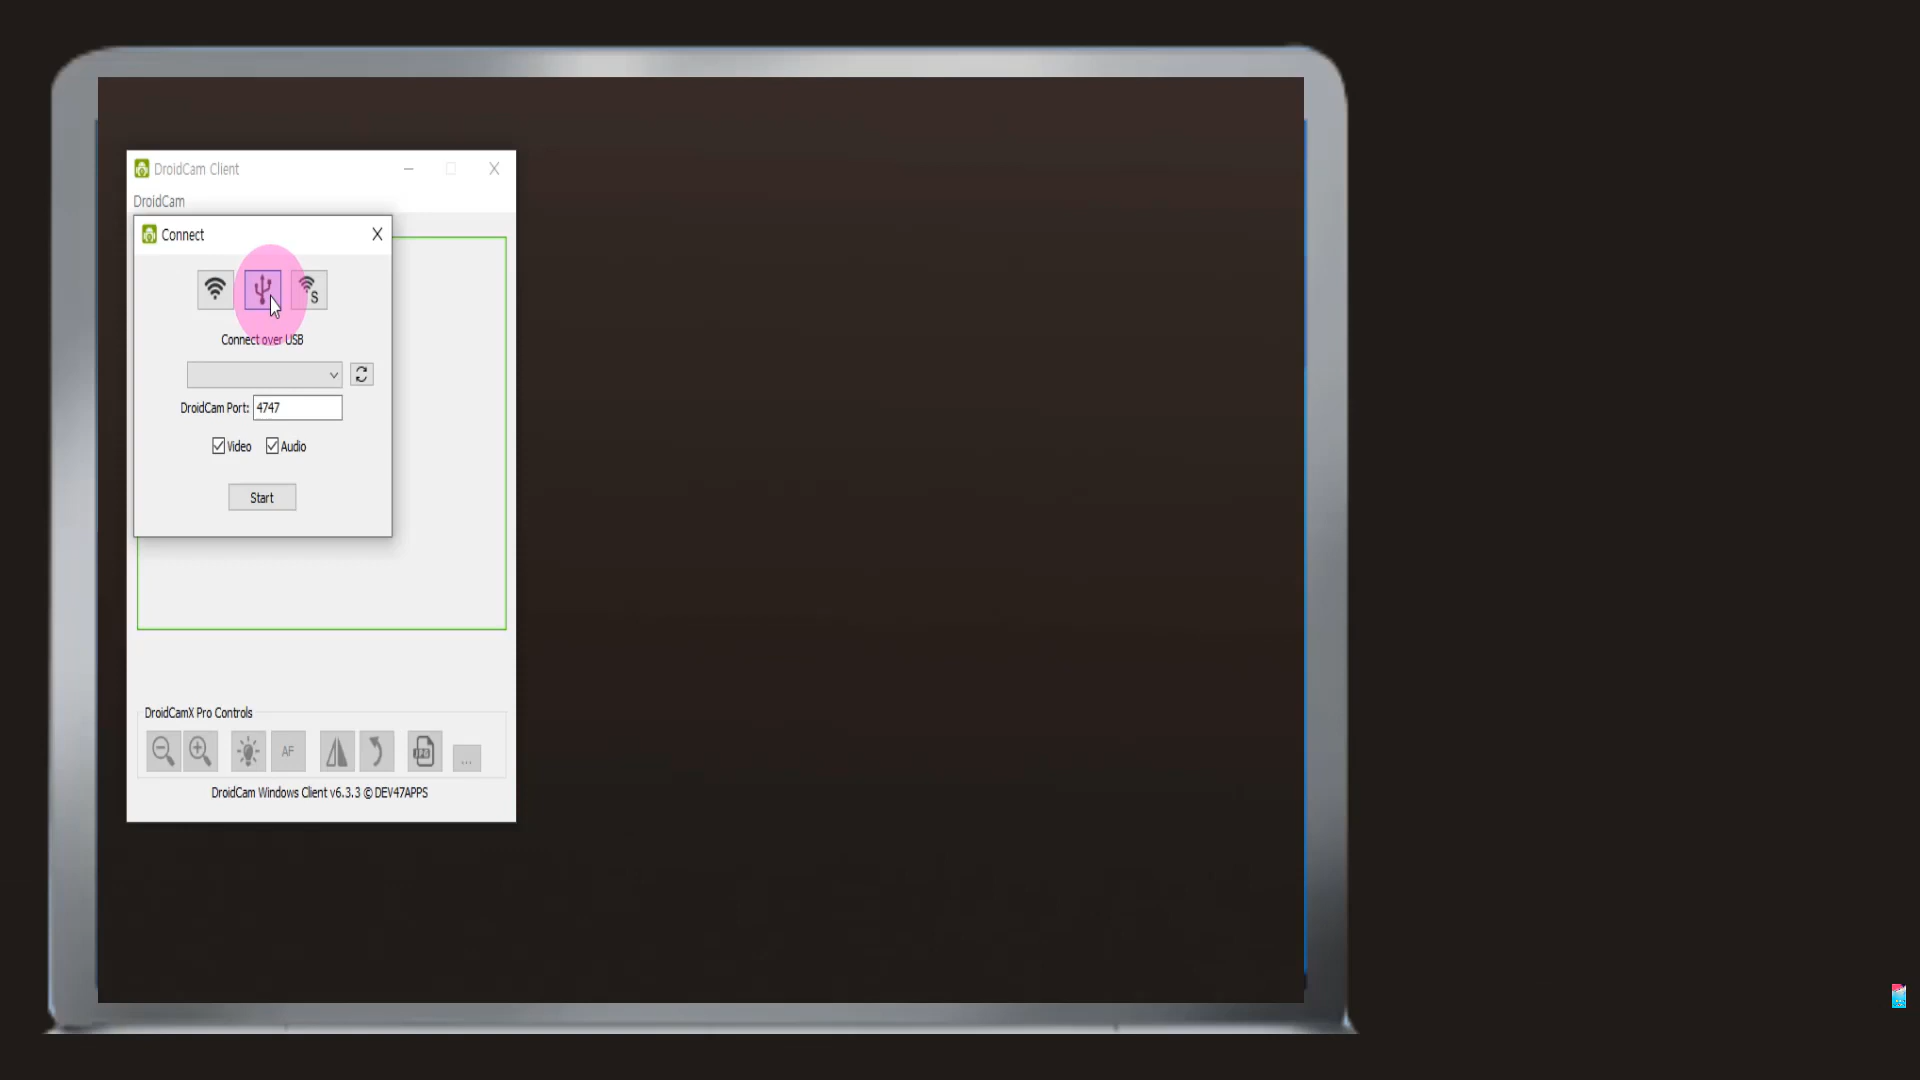 DroidCam Client
DroidCam
Connect
S
Connect over USB
DroidCam Port: 4747
Video Audio
Start
DroidCamX Pro Controls
AF
JPG
...
DroidCam Windows Client v6.3.3 © DEV47APPS